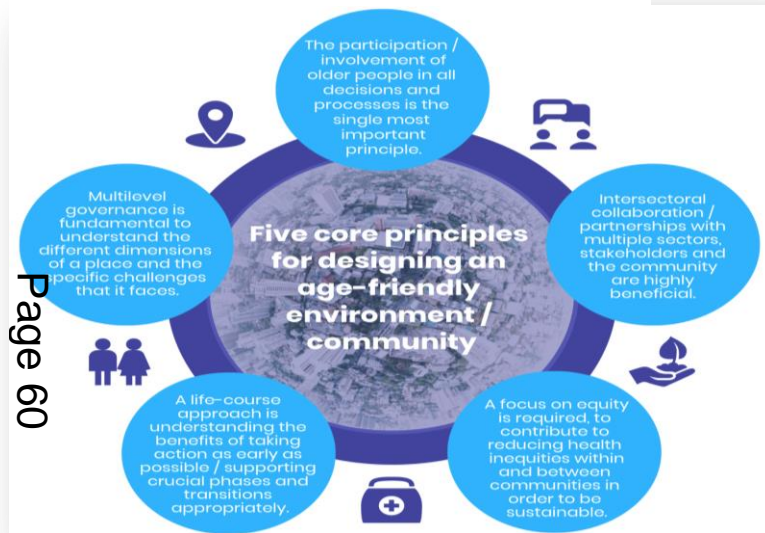 The participation /
involvement of
older people in all
decisions and
processes is the
single most
important
principle.
Multilevel
governance is
fundamental to
understand the
different dimensions
of a place and the
specific challenges
that it faces.
Intersectoral
collaboration /
partnerships with
multiple sectors,
stakeholders and
the community
are highly
beneficial.
Five core principles
for designing an
age-friendly
environment /
community
A life-course
approach is
understanding the
benefits of taking
action as early as
possible / supporting
crucial phases and
transitions
appropriately.
A focus on equity
is required, to
contribute to
reducing health
inequities within
and between
communities in
order to be
sustainable.
Page 60